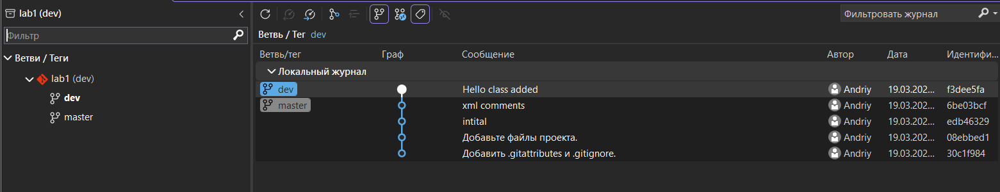 lab1 (dev)
Фильтр
Ветви / Теги
lab1 (dev)
dev
master
Фильтровать журнал
Ветвь / Тег dev
Ветвь/тег Граф Сообщение Автор Дата Идентифи...
Локальный журнал
dev Hello class added Andriy 19.03.202... f3dee5fa
master xml comments Andriy 19.03.202... 6be03bcf
intital Andriy 19.03.202... edb46329
Добавьте файлы проекта. Andriy 19.03.202... 08ebbed1
Добавить .gitattributes и .gitignore. Andriy 19.03.202... 30c1f984